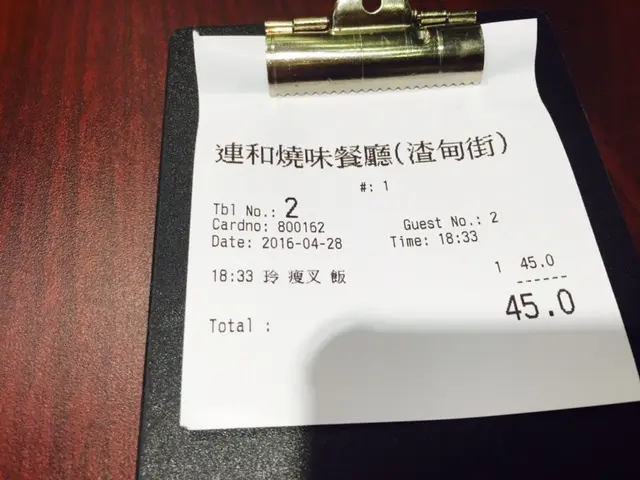 連和燒味餐廳(渣甸街)
#: 1
Tbl No.: 2
Cardno: 800162 Guest No.: 2
Date: 2016-04-28 Time: 18:33
18:33 玲 瘦叉 飯 1 45.0
------
Total : 45.0